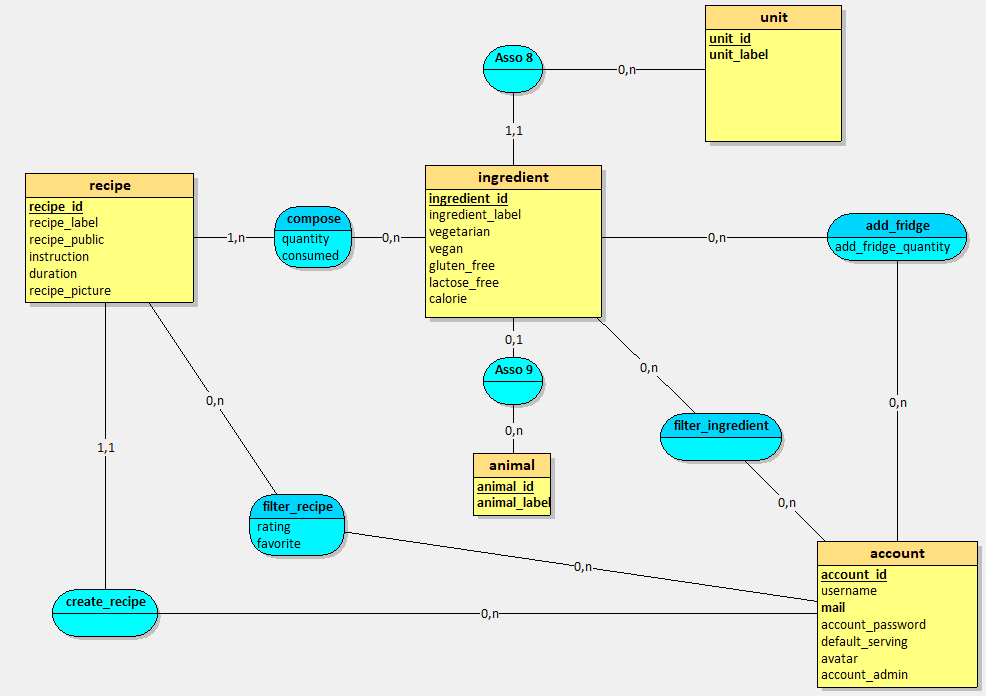 unit
unit_id
unit_label
Asso 8
0,n
1,1
recipe
recipe_id
recipe_label
recipe_public
instruction
duration
recipe_picture
1,n
compose
quantity
consumed
0,n
ingredient
ingredient_id
ingredient_label
vegetarian
vegan
gluten_free
lactose_free
calorie
0,n
add_fridge
add_fridge_quantity
0,1
Asso 9
0,n
animal
animal_id
animal_label
0,n
filter_ingredient
0,n
0,n
0,n
filter_recipe
rating
favorite
0,n
1,1
create_recipe
0,n
account
account_id
username
mail
account_password
default_serving
avatar
account_admin